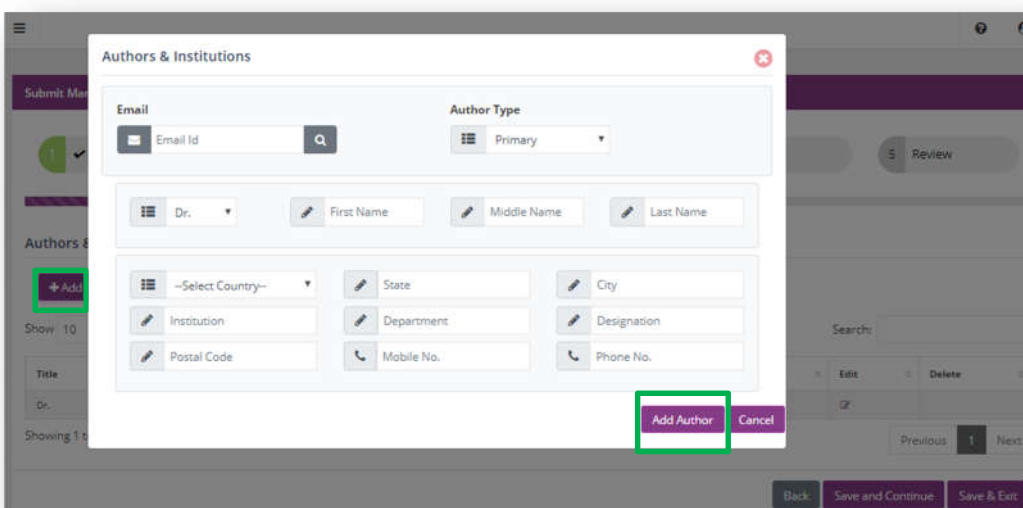 Authors & Institutions
Submit Mar
Email
Author Type
Email Id
Primary
1
5 Review
Dr.
First Name
Middle Name
Last Name
Authors &
+ Add
--Select Country--
State
City
Institution
Department
Designation
Show 10
Search:
Postal Code
Mobile No.
Phone No.
Title
Edit
Delete
Dr.
Add Author
Cancel
Showing 1 t
Previous
1
Next
Back
Save and Continue
Save & Exit